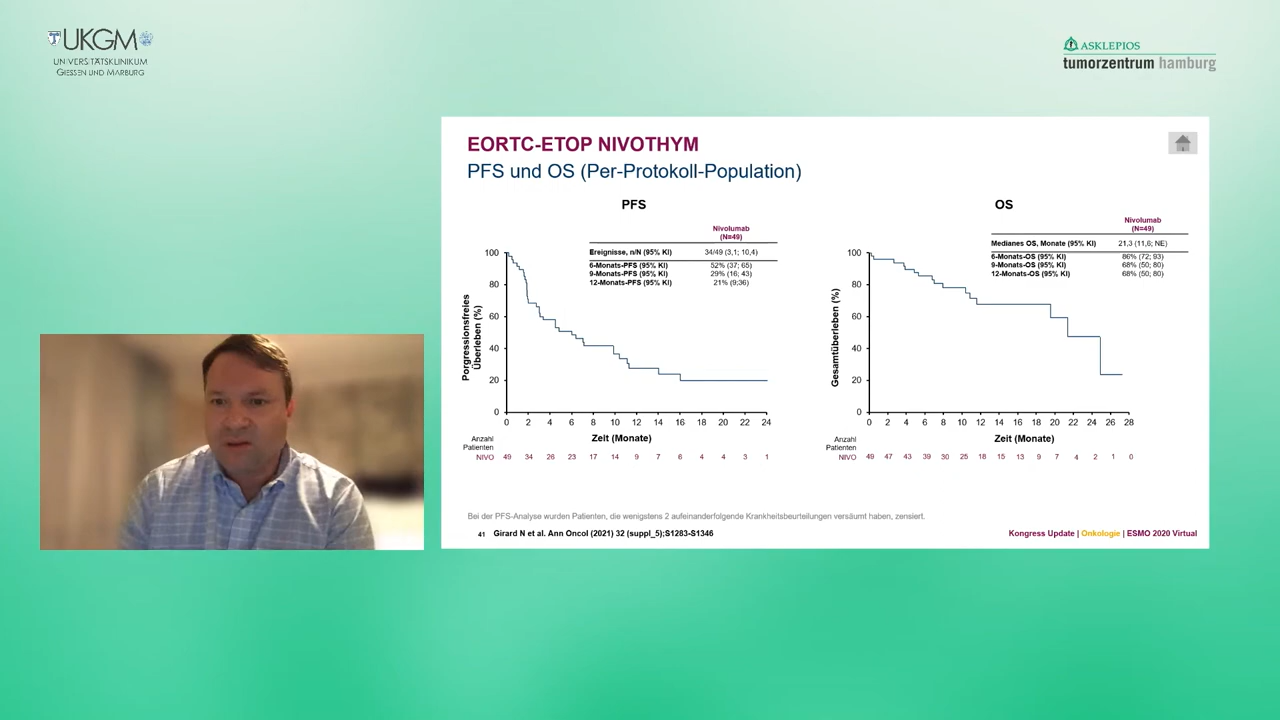 UKGM
UNIVERSITÄTSKLINIKUM
GIESSEN UND MARBURG
ASKLEPIOS
tumorzentrum hamburg
EORTC-ETOP NIVOTHYM
PFS und OS (Per-Protokoll-Population)
PFS
Nivolumab
(N=49)
Ereignisse, n/N (95% KI) 34/49 (3,1; 10,4)
6-Monats-PFS (95% KI) 52% (37; 65)
9-Monats-PFS (95% KI) 29% (16; 43)
12-Monats-PFS (95% KI) 21% (9;36)
Porgressionsfreies
Überleben (%)
100
80
60
40
20
0
0 2 4 6 8 10 12 14 16 18 20 22 24
Zeit (Monate)
Anzahl
Patienten
NIVO 49 34 26 23 17 14 9 7 6 4 4 3 1
OS
Nivolumab
(N=49)
Medianes OS, Monate (95% KI) 21,3 (11,6; NE)
6-Monats-OS (95% KI) 86% (72; 93)
9-Monats-OS (95% KI) 68% (50; 80)
12-Monats-OS (95% KI) 68% (50; 80)
Gesamtüberleben (%)
100
80
60
40
20
0
0 2 4 6 8 10 12 14 16 18 20 22 24 26 28
Zeit (Monate)
Anzahl
Patienten
NIVO 49 47 43 39 30 25 18 15 13 9 7 4 2 1 0
Bei der PFS-Analyse wurden Patienten, die wenigstens 2 aufeinanderfolgende Krankheitsbeurteilungen versäumt haben, zensiert.
41 Girard N et al. Ann Oncol (2021) 32 (suppl_5);S1283-S1346
Kongress Update | Onkologie | ESMO 2020 Virtual